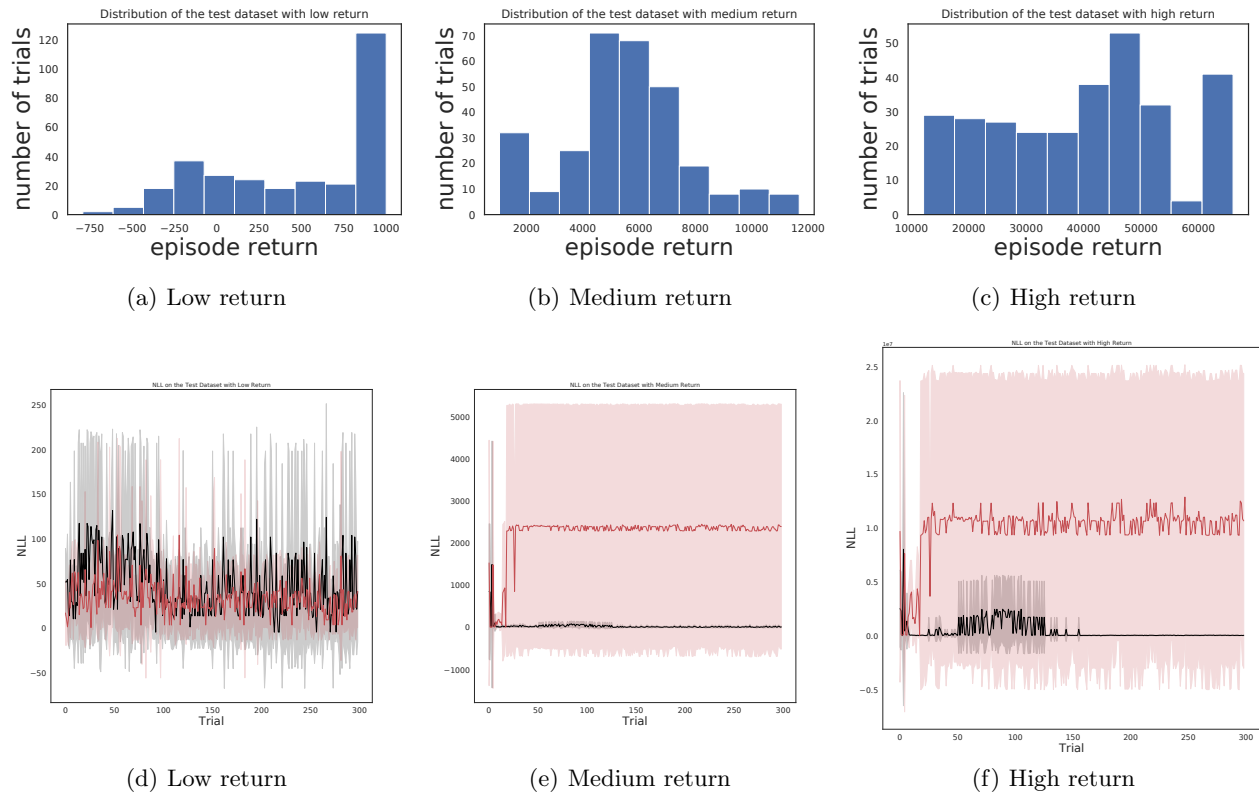 Distribution of the test dataset with low return
number of trials
120
100
80
60
40
20
0
−750 −500 −250 0 250 500 750 1000
episode return
(a) Low return
Distribution of the test dataset with medium return
number of trials
70
60
50
40
30
20
10
0
2000 4000 6000 8000 10000 12000
episode return
(b) Medium return
Distribution of the test dataset with high return
number of trials
50
40
30
20
10
0
10000 20000 30000 40000 50000 60000
episode return
(c) High return
NLL on the Test Dataset with Low Return
NLL
250
200
150
100
50
0
−50
0 50 100 150 200 250 300
Trial
(d) Low return
NLL on the Test Dataset with Medium Return
NLL
5000
4000
3000
2000
1000
0
−1000
0 50 100 150 200 250 300
Trial
(e) Medium return
1e7
NLL on the Test Dataset with High Return
NLL
2.5
2.0
1.5
1.0
0.5
0.0
−0.5
0 50 100 150 200 250 300
Trial
(f) High return